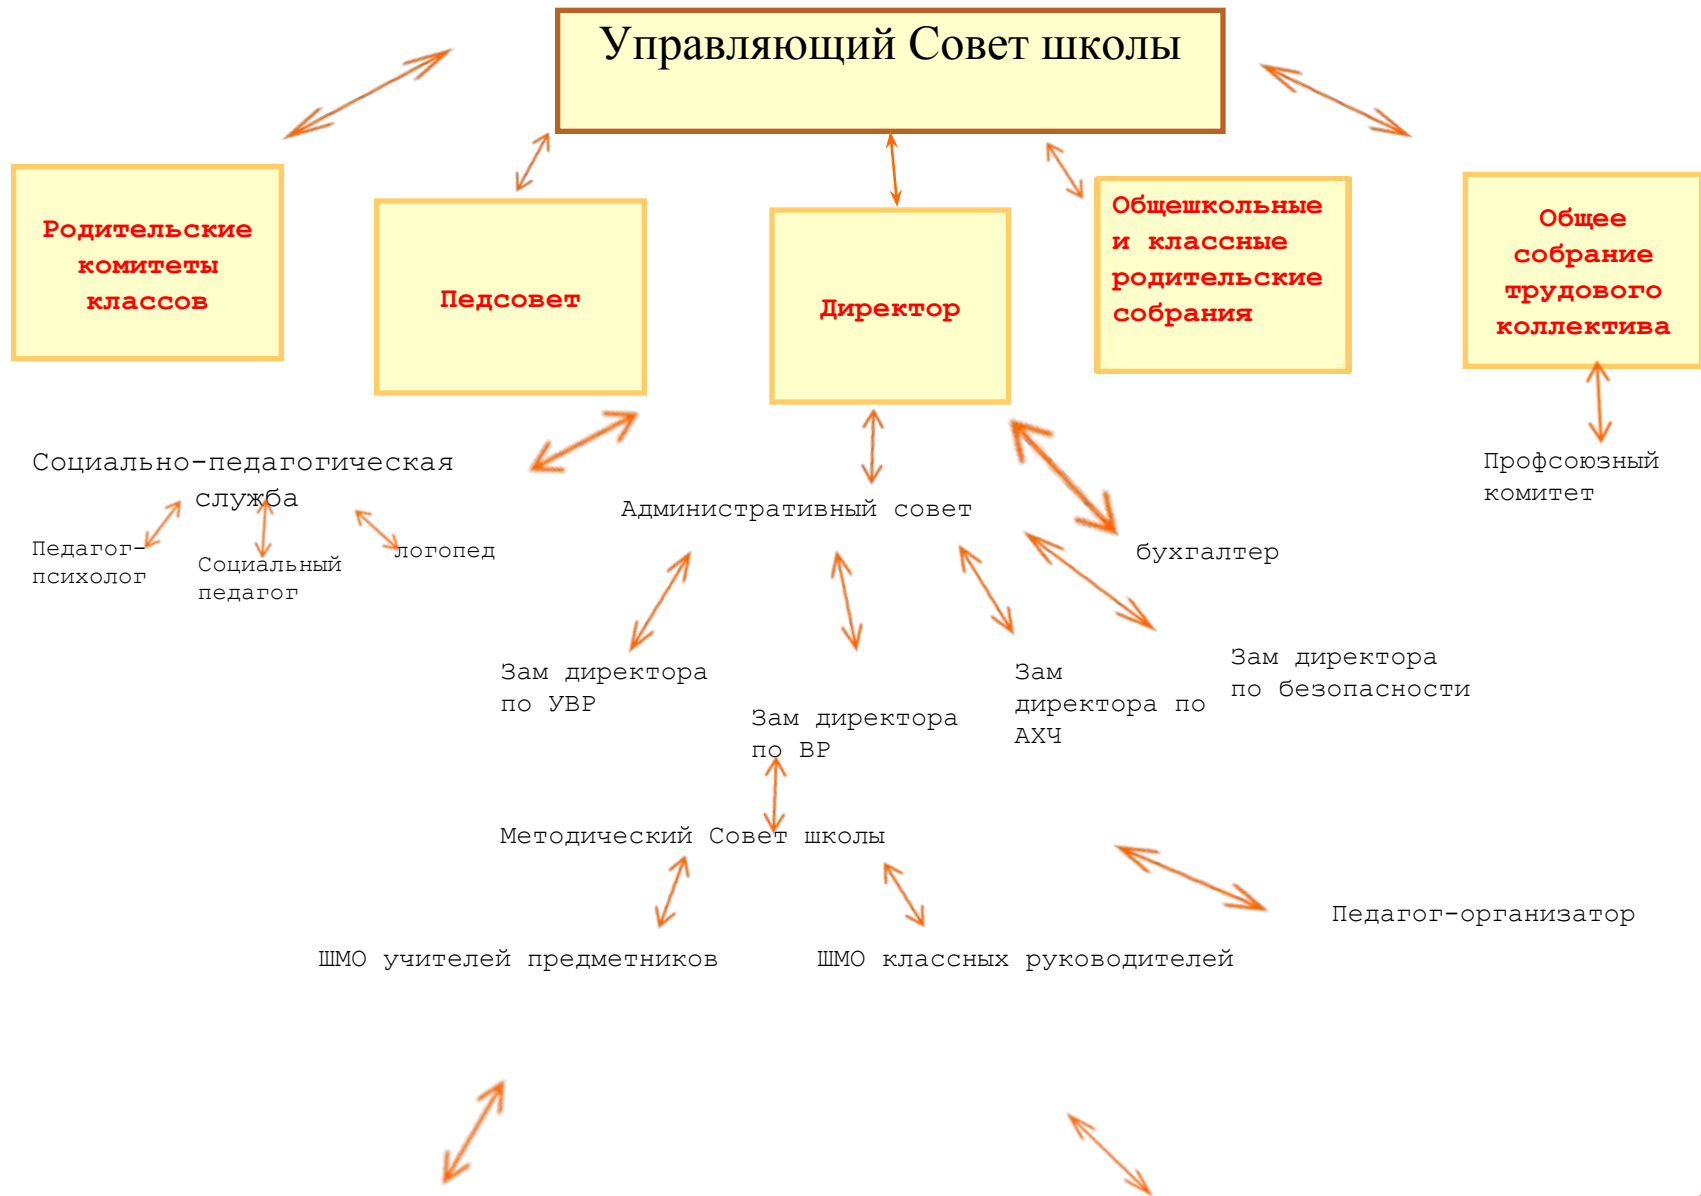 Управляющий Совет школы
Родительские
комитеты
классов
Педсовет
Директор
Общешкольные
и классные
родительские
собрания
Общее
собрание
трудового
коллектива
Социально-педагогическая
служба
Профсоюзный
комитет
Административный совет
Педагог-
психолог
Социальный
педагог
логопед
бухгалтер
Зам директора
по УВР
Зам директора
по ВР
Зам
директора по
АХЧ
Зам директора
по безопасности
Методический Совет школы
Педагог-организатор
ШМО учителей предметников
ШМО классных руководителей